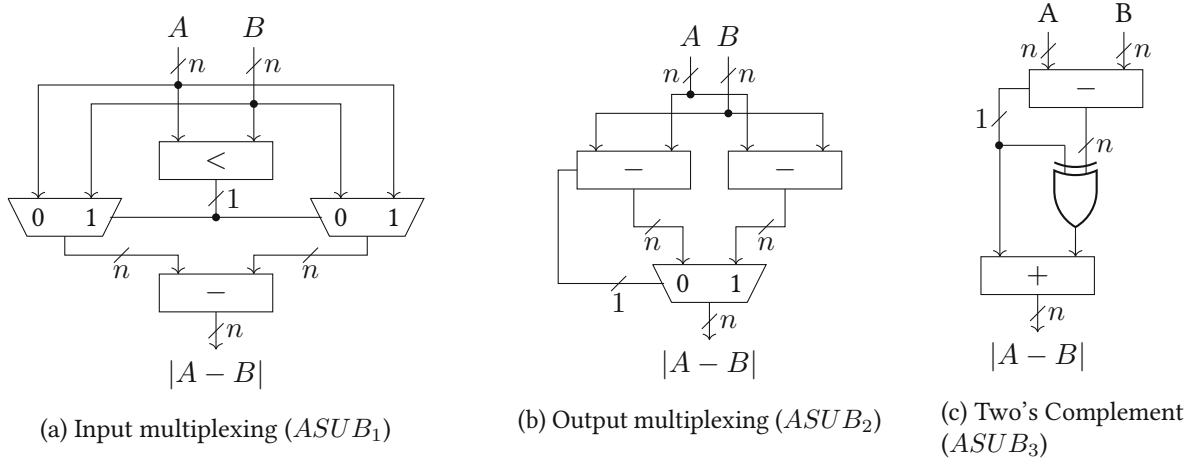 A B
n n
<
1
0 1 0 1
n n
−
n
|A − B|
(a) Input multiplexing (ASUB₁)
A B
n n
− −
n n
0 1
1
n
|A − B|
(b) Output multiplexing (ASUB₂)
A B
n n
−
1
n
+
n
|A − B|
(c) Two's Complement
(ASUB₃)